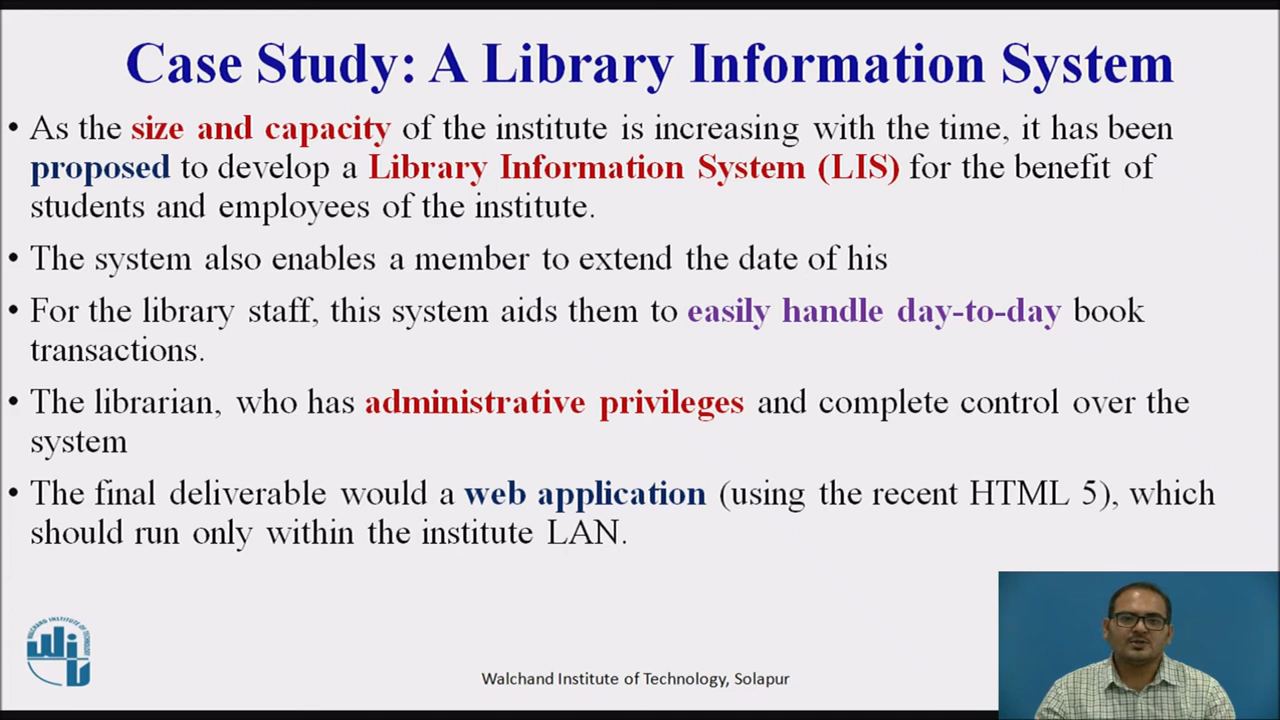 Case Study: A Library Information System
• As the size and capacity of the institute is increasing with the time, it has been
proposed to develop a Library Information System (LIS) for the benefit of
students and employees of the institute.
• The system also enables a member to extend the date of his
• For the library staff, this system aids them to easily handle day-to-day book
transactions.
• The librarian, who has administrative privileges and complete control over the
system
• The final deliverable would a web application (using the recent HTML 5), which
should run only within the institute LAN.
WALCHAND INSTITUTE OF TECHNOLOGY
WIT
Walchand Institute of Technology, Solapur